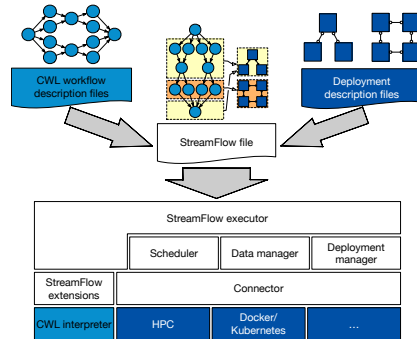 CWL workflow
description files
StreamFlow file
Deployment
description files
StreamFlow executor
Scheduler
Data manager
Deployment
manager
StreamFlow
extensions
Connector
CWL interpreter
HPC
Docker/
Kubernetes
...